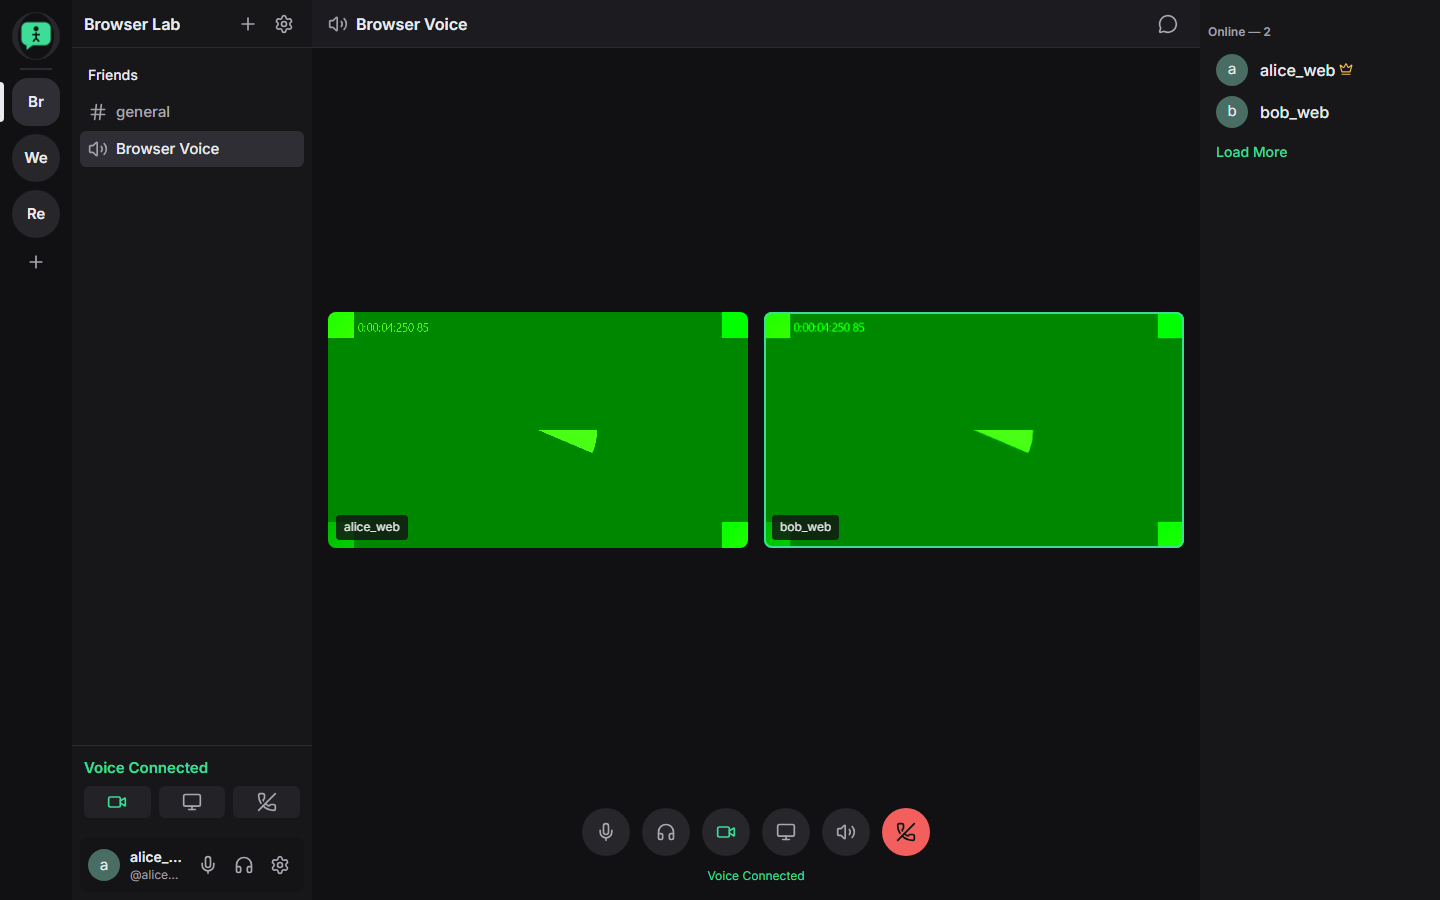 Browser Lab
Browser Voice
Online — 2
Br
Friends
alice_web
general
bob_web
Browser Voice
Load More
We
Re
0:00:04:250 85
0:00:04:250 85
alice_web
bob_web
Voice Connected
a
alice_...
@alice...
Voice Connected
a
b